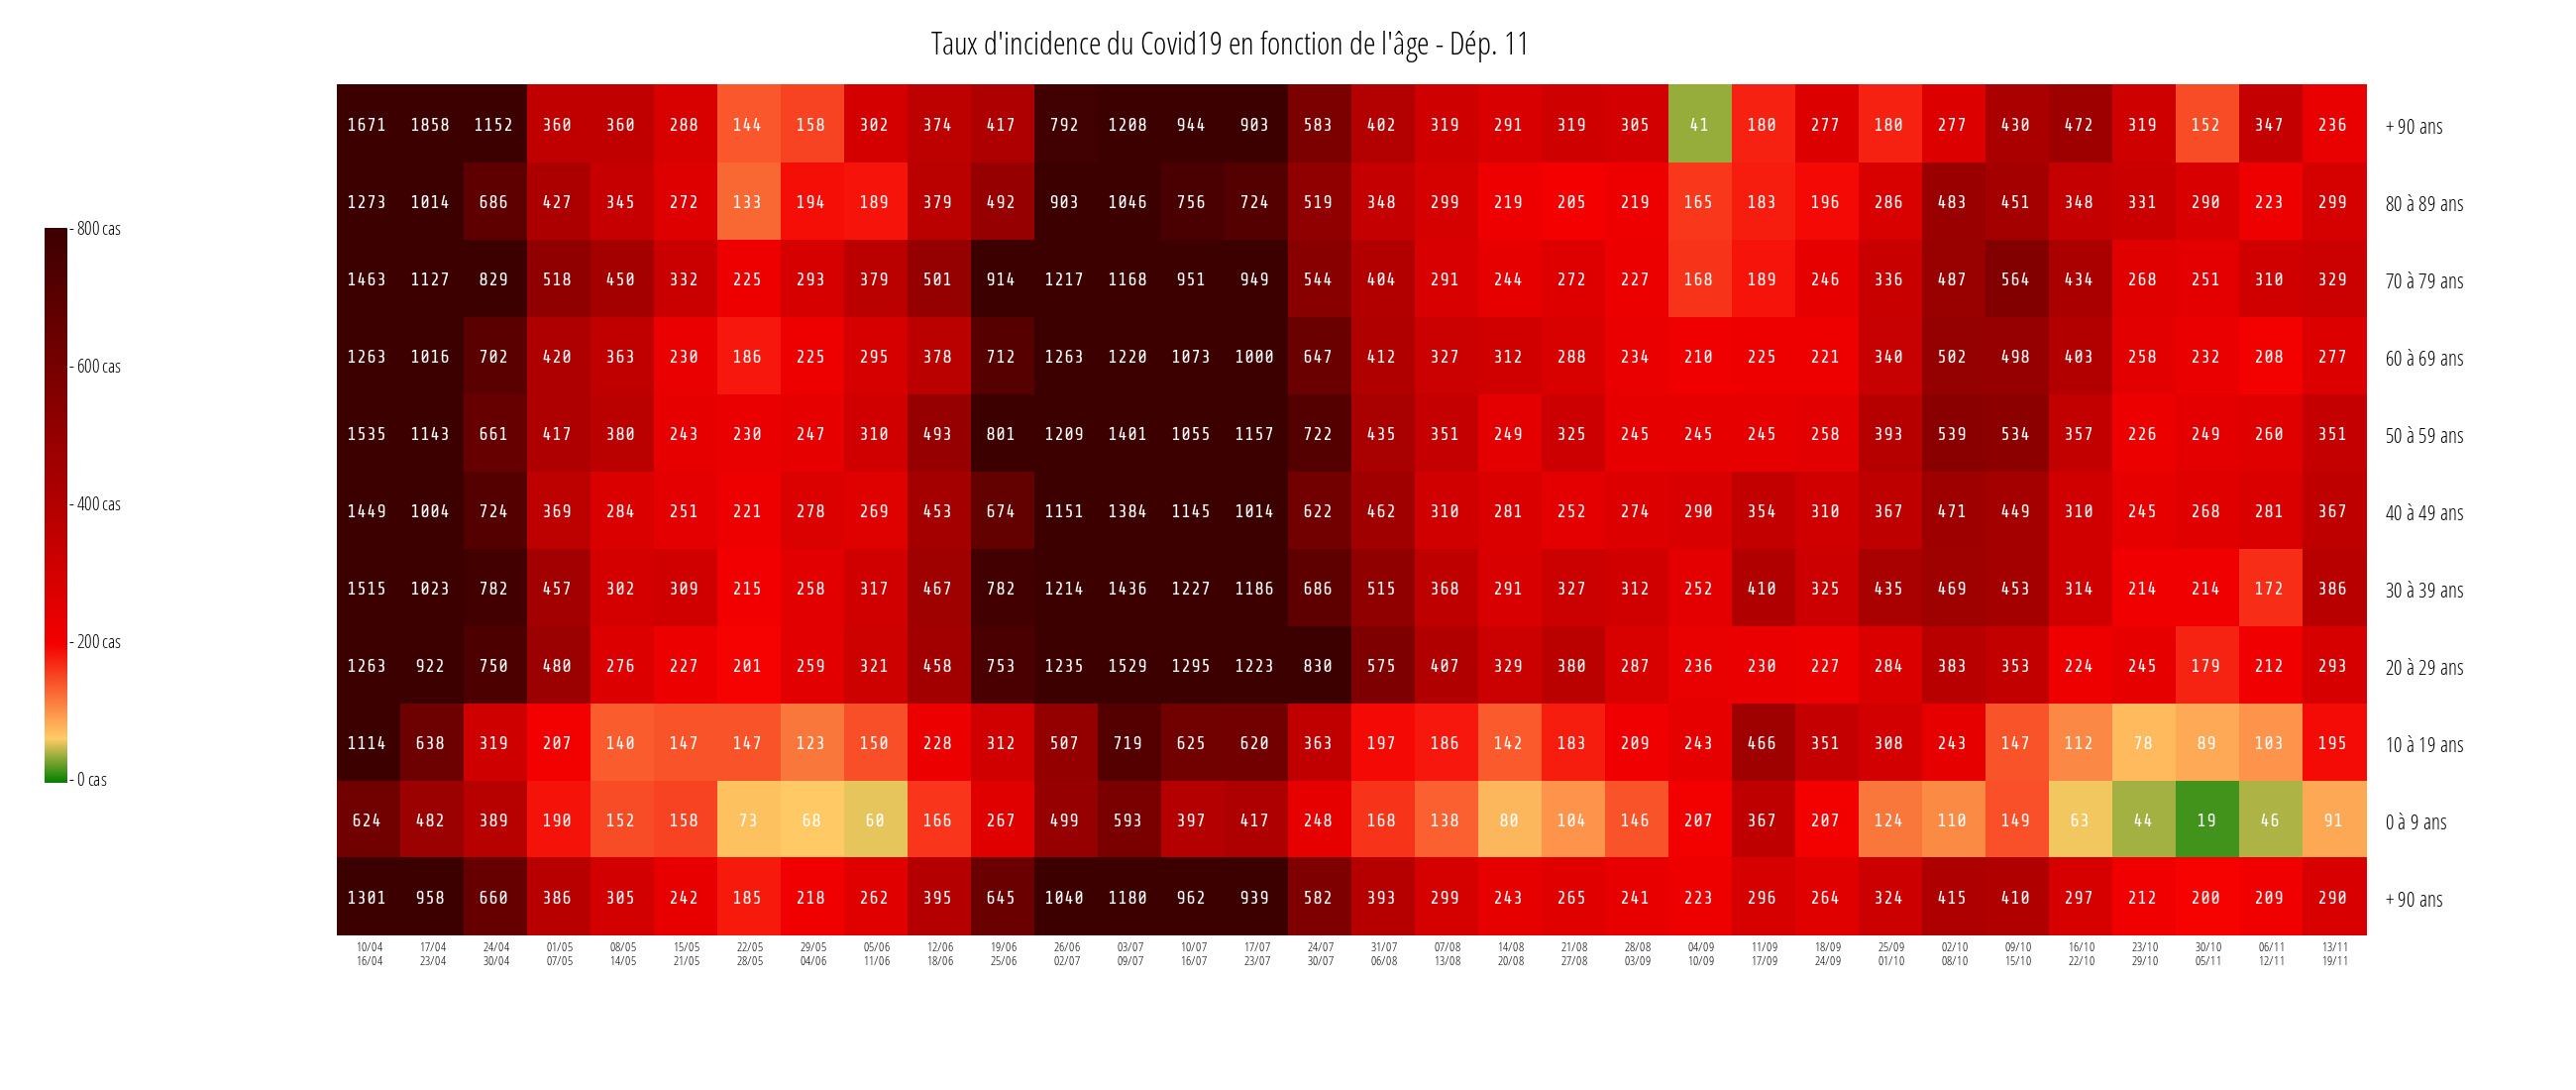 Taux d'incidence du Covid19 en fonction de l'âge - Dép. 11
- 800 cas
- 600 cas
- 400 cas
- 200 cas
- 0 cas
1671 1858 1152 360 360 288 144 158 302 374 417 792 1208 944 903 583 402 319 291 319 305 41 180 277 180 277 430 472 319 152 347 236 + 90 ans
1273 1014 686 427 345 272 133 194 189 379 492 903 1046 756 724 519 348 299 219 205 219 165 183 196 286 483 451 348 331 290 223 299 80 à 89 ans
1463 1127 829 518 450 332 225 293 379 501 914 1217 1168 951 949 544 404 291 244 272 227 168 189 246 336 487 564 434 268 251 310 329 70 à 79 ans
1263 1016 702 420 363 230 186 225 295 378 712 1263 1220 1073 1000 647 412 327 312 288 234 210 225 221 340 502 498 403 258 232 208 277 60 à 69 ans
1535 1143 661 417 380 243 230 247 310 493 801 1209 1401 1055 1157 722 435 351 249 325 245 245 245 258 393 539 534 357 226 249 260 351 50 à 59 ans
1449 1004 724 369 284 251 221 278 269 453 674 1151 1384 1145 1014 622 462 310 281 252 274 290 354 310 367 471 449 310 245 268 281 367 40 à 49 ans
1515 1023 782 457 302 309 215 258 317 467 782 1214 1436 1227 1186 686 515 368 291 327 312 252 410 325 435 469 453 314 214 214 172 386 30 à 39 ans
1263 922 750 480 276 227 201 259 321 458 753 1235 1529 1295 1223 830 575 407 329 380 287 236 230 227 284 383 353 224 245 179 212 293 20 à 29 ans
1114 638 319 207 140 147 147 123 150 228 312 507 719 625 620 363 197 186 142 183 209 243 466 351 308 243 147 112 78 89 103 195 10 à 19 ans
624 482 389 190 152 158 73 68 60 166 267 499 593 397 417 248 168 138 80 104 146 207 367 207 124 110 149 63 44 19 46 91 0 à 9 ans
1301 958 660 386 305 242 185 218 262 395 645 1040 1180 962 939 582 393 299 243 265 241 223 296 264 324 415 410 297 212 200 209 290 + 90 ans
10/04 17/04 24/04 01/05 08/05 15/05 22/05 29/05 05/06 12/06 19/06 26/06 03/07 10/07 17/07 24/07 31/07 07/08 14/08 21/08 28/08 04/09 11/09 18/09 25/09 02/10 09/10 16/10 23/10 30/10 06/11 13/11
16/04 23/04 30/04 07/05 14/05 21/05 28/05 04/06 11/06 18/06 25/06 02/07 09/07 16/07 23/07 30/07 06/08 13/08 20/08 27/08 03/09 10/09 17/09 24/09 01/10 08/10 15/10 22/10 29/10 05/11 12/11 19/11